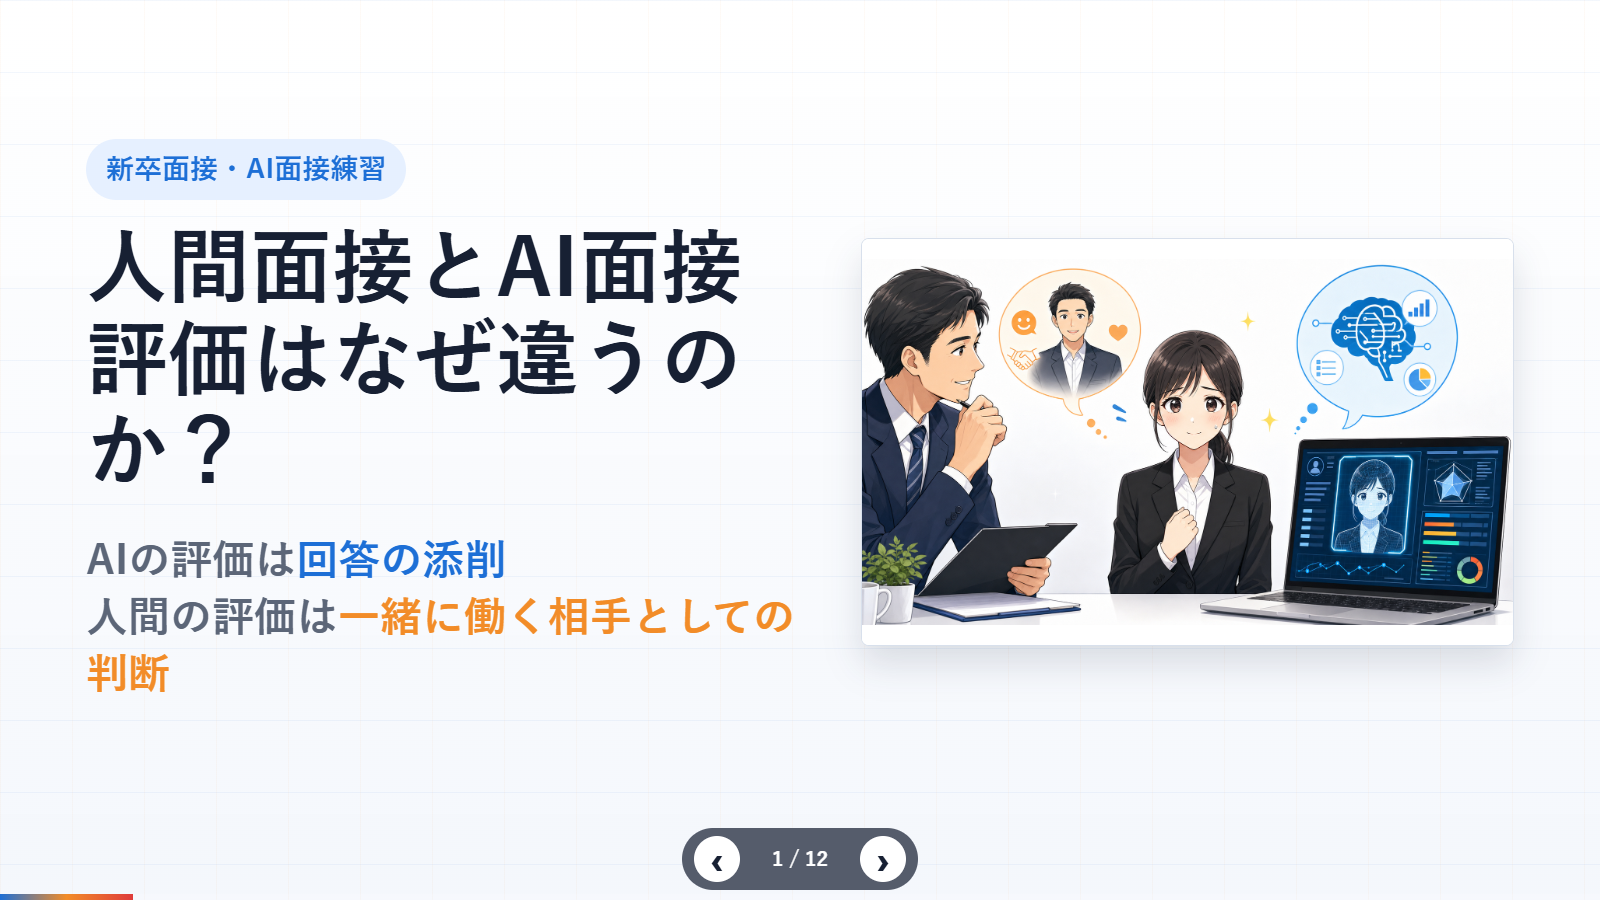 新卒面接・AI面接練習
人間面接とAI面接
評価はなぜ違うの
か？
AIの評価は回答の添削
人間の評価は一緒に働く相手としての
判断
‹ 1 / 12 ›